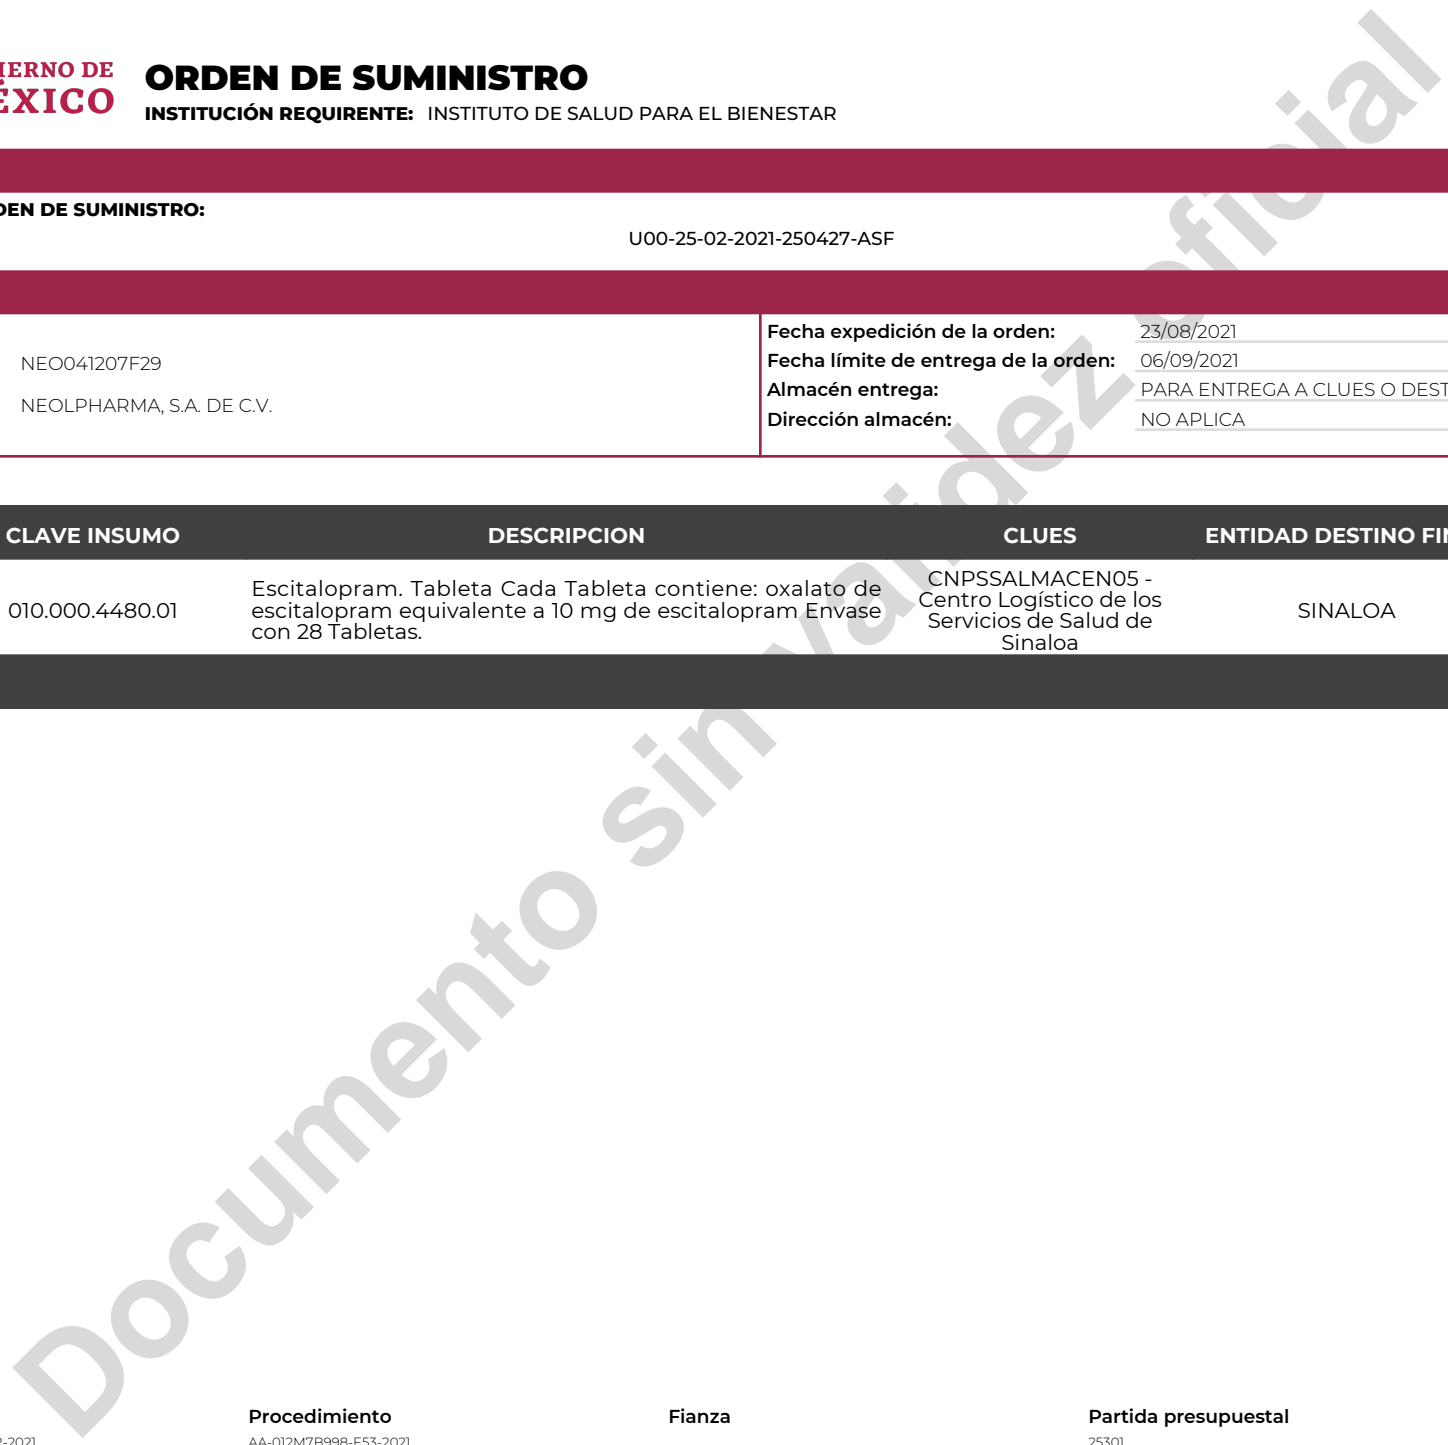 ORDEN DE SUMINISTRO
INSTITUCIÓN REQUIRENTE: INSTITUTO DE SALUD PARA EL BIENESTAR
DE
DE SUMINISTRO:
U00-25-02-2021-250427-ASF
NEO041207F29
NEOLPHARMA, S.A. DE C.V.
Fecha expedición de la orden: 23/08/2021
Fecha límite de entrega de la orden: 06/09/2021
Almacén entrega: PARA ENTREGA A CLUES O
Dirección almacén: NO APLICA
CLAVE INSUMO DESCRIPCION CLUES ENTIDAD DESTINO
010.000.4480.01
Escitalopram. Tableta Cada Tableta contiene: oxalato de
escitalopram equivalente a 10 mg de escitalopram Envase
con 28 Tabletas.
CNPSSALMACEN05 -
Centro Logístico de los
Servicios de Salud de
Sinaloa
SINALOA
Documento sin validez oficial
Procedimiento Fianza Partida presupuestal
AA-012M7B998-E53-2021 25301